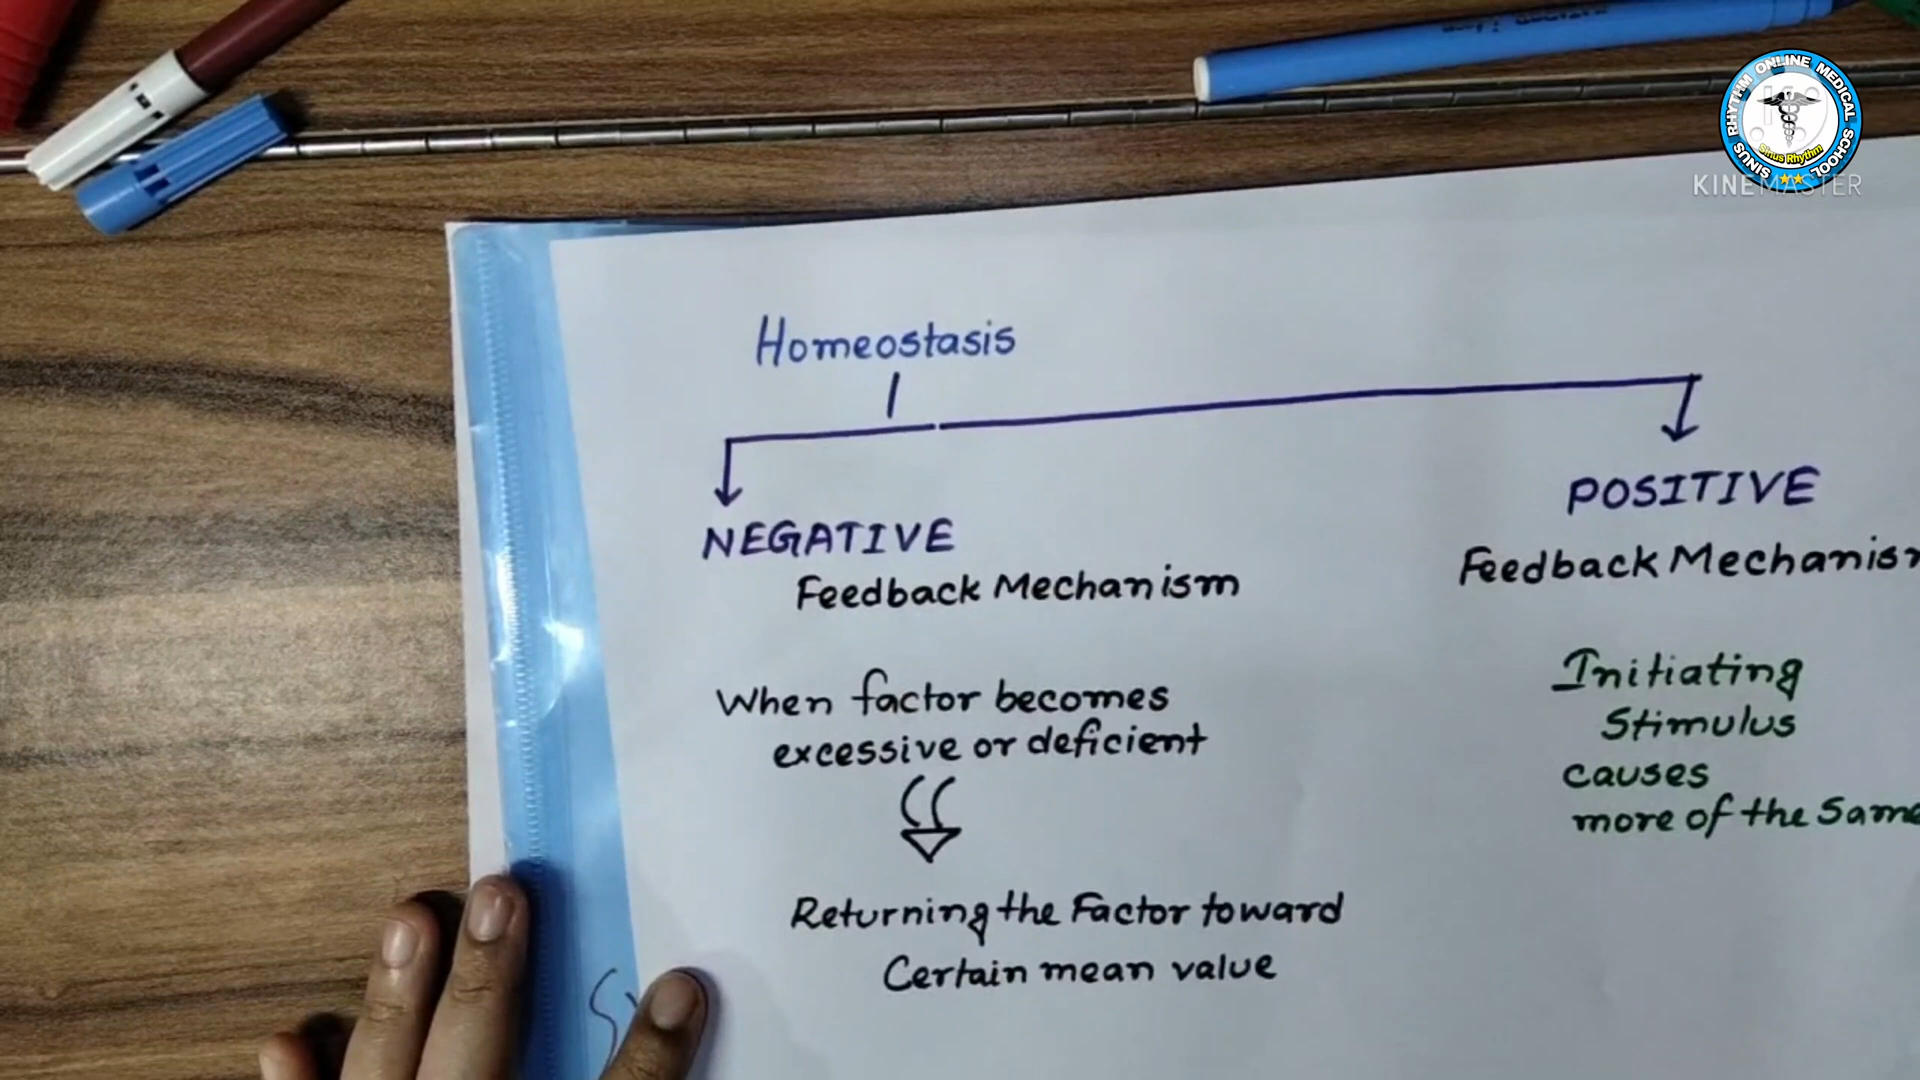 SINUS RHYTHM ONLINE MEDICAL SCHOOL
Sinus Rhythm
KINEMASTER
Homeostasis
NEGATIVE
Feedback Mechanism
When factor becomes
excessive or deficient
Returning the Factor toward
Certain mean value
POSITIVE
Feedback Mechanism
Initiating
Stimulus
causes
more of the Same